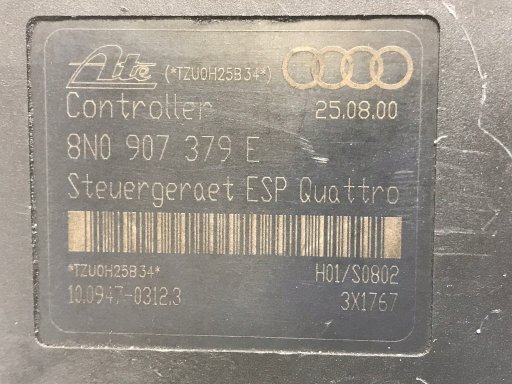 Ate (*TZU0H25B34*)
Controller 25.08.00
8N0 907 379 E
Steuergeraet ESP Quattro
*TZU0H25B34* H01/S0802
10.0947-0312.3 3X1767